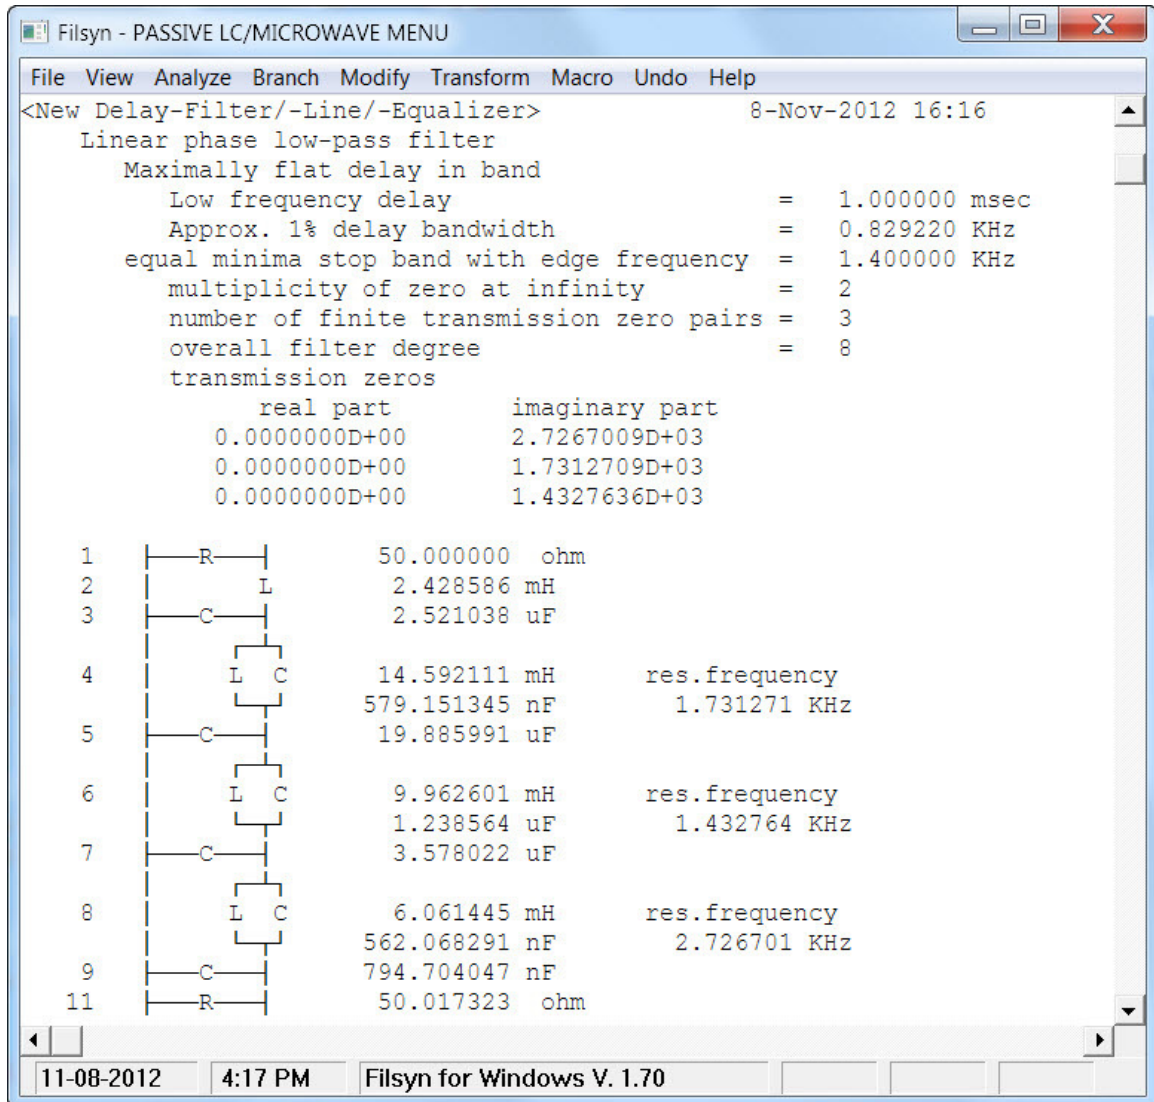 Filsyn - PASSIVE LC/MICROWAVE MENU
File View Analyze Branch Modify Transform Macro Undo Help
<New Delay-Filter/-Line/-Equalizer> 8-Nov-2012 16:16
Linear phase low-pass filter
Maximally flat delay in band
Low frequency delay = 1.000000 msec
Approx. 1% delay bandwidth = 0.829220 KHz
equal minima stop band with edge frequency = 1.400000 KHz
multiplicity of zero at infinity = 2
number of finite transmission zero pairs = 3
overall filter degree = 8
transmission zeros
real part imaginary part
0.0000000D+00 2.7267009D+03
0.0000000D+00 1.7312709D+03
0.0000000D+00 1.4327636D+03
1 R 50.000000 ohm
2 L 2.428586 mH
3 C 2.521038 uF
4 L C 14.592111 mH res.frequency
579.151345 nF 1.731271 KHz
5 C 19.885991 uF
6 L C 9.962601 mH res.frequency
1.238564 uF 1.432764 KHz
7 C 3.578022 uF
8 L C 6.061445 mH res.frequency
562.068291 nF 2.726701 KHz
9 C 794.704047 nF
11 R 50.017323 ohm
11-08-2012 4:17 PM Filsyn for Windows V. 1.70